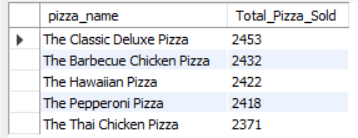 pizza_name Total_Pizza_Sold
The Classic Deluxe Pizza 2453
The Barbecue Chicken Pizza 2432
The Hawaiian Pizza 2422
The Pepperoni Pizza 2418
The Thai Chicken Pizza 2371